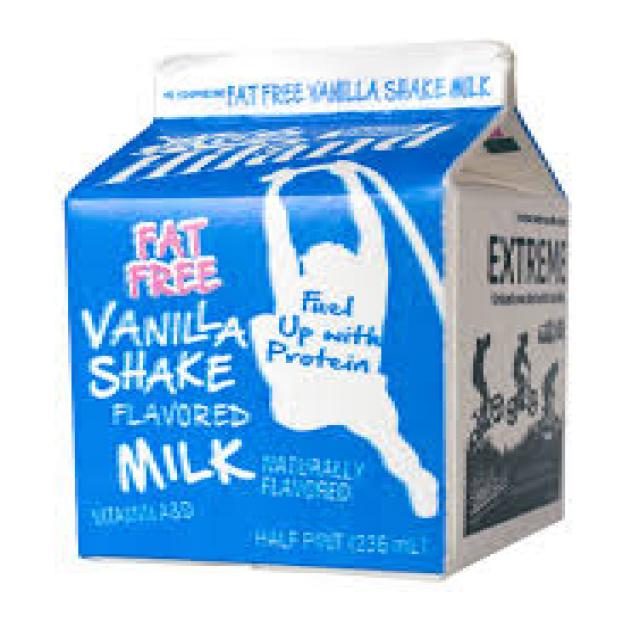 FAT FREE VANILLA SHAKE MILK
FAT
FREE
VANILLA
SHAKE
FLAVORED
MILK
Fuel
Up with
Protein
NATURALLY
FLAVORED
HALF PINT (236 mL)
EXTREME